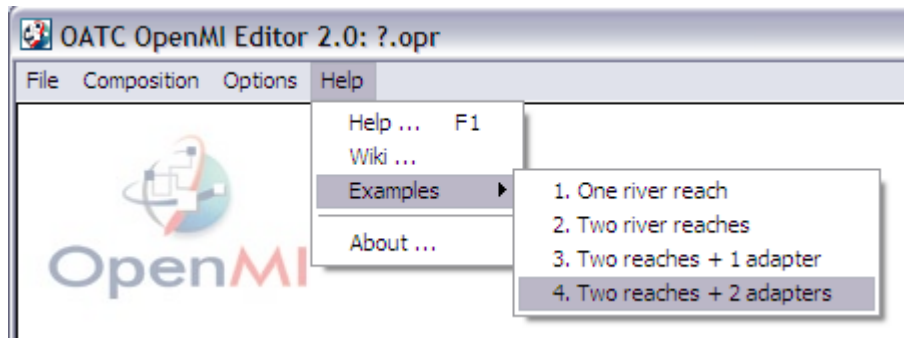 OATC OpenMI Editor 2.0: ?.opr
File Composition Options Help
Help ... F1
Wiki ...
Examples
About ...
1. One river reach
2. Two river reaches
3. Two reaches + 1 adapter
4. Two reaches + 2 adapters
OpenMI